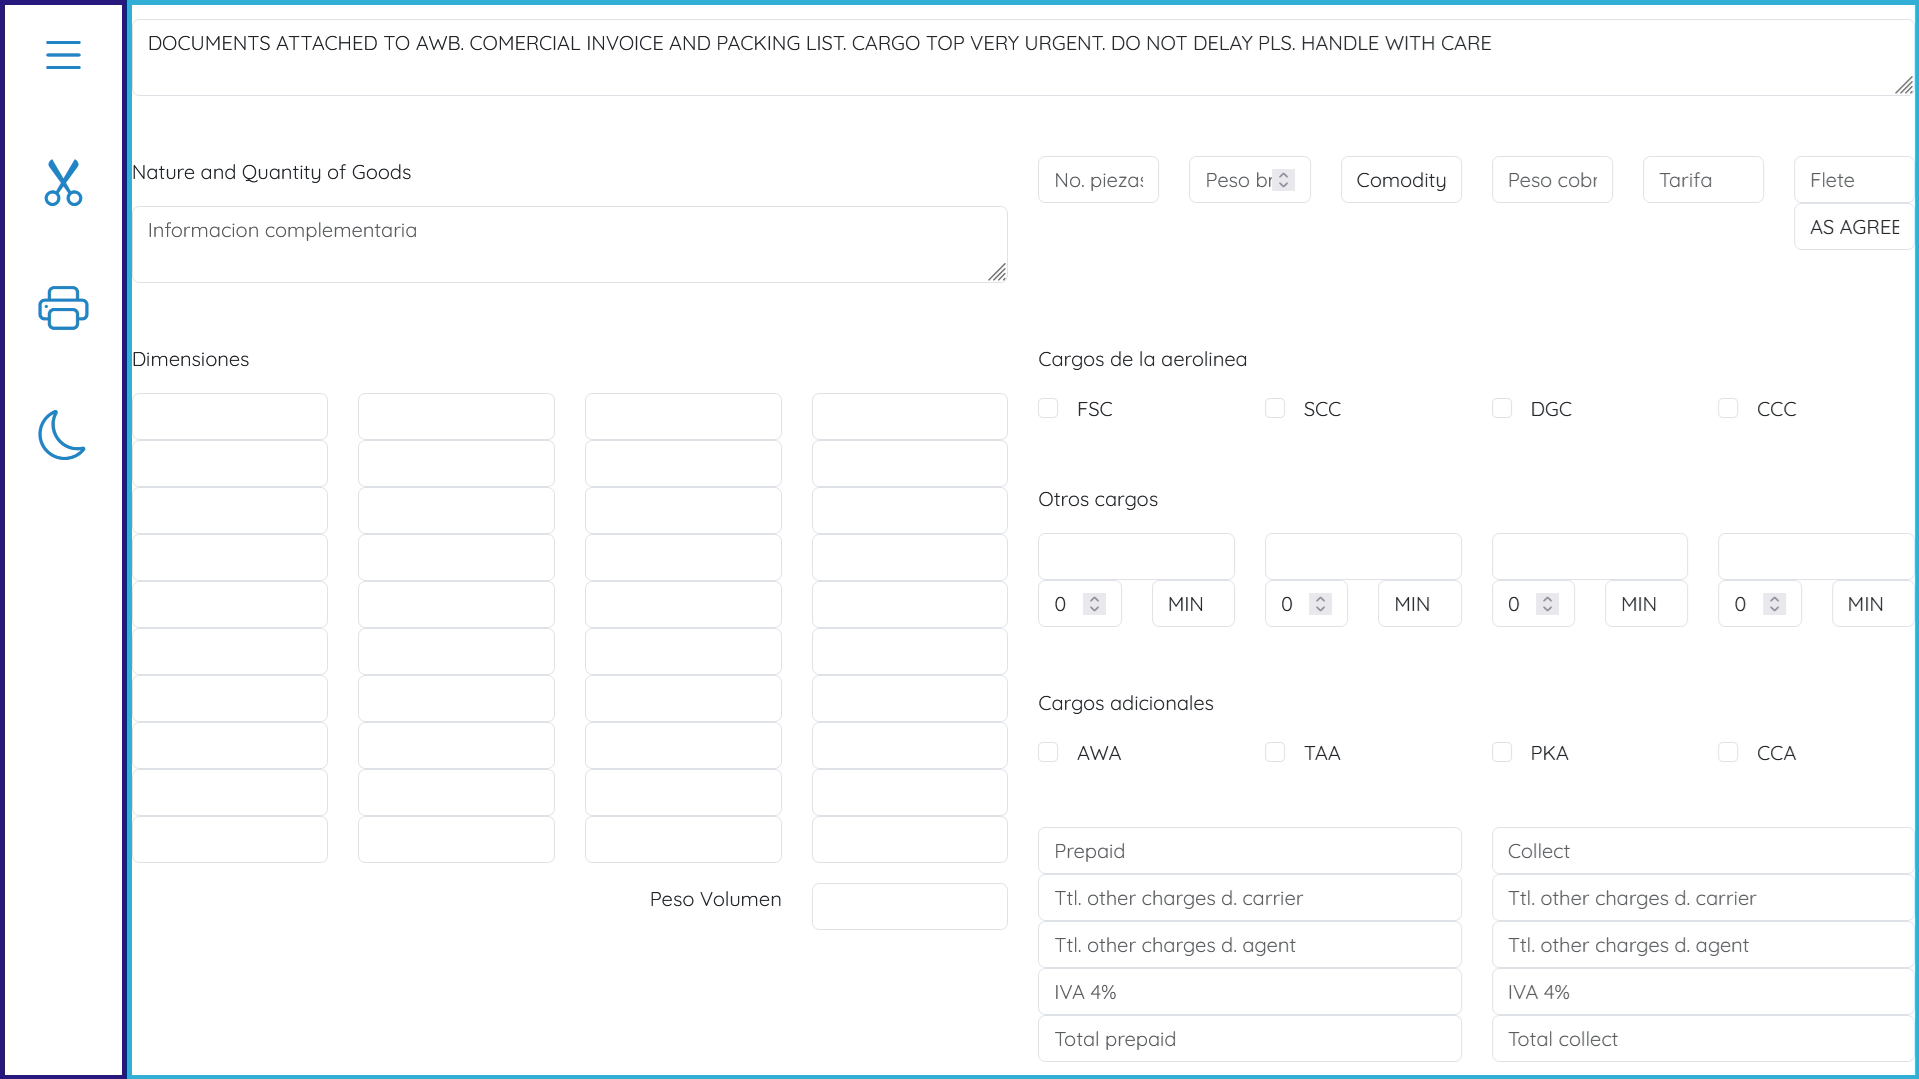 DOCUMENTS ATTACHED TO AWB. COMERCIAL INVOICE AND PACKING LIST. CARGO TOP VERY URGENT. DO NOT DELAY PLS. HANDLE WITH CARE
Nature and Quantity of Goods
Informacion complementaria
No. piezas Peso br Comodity Peso cobr Tarifa Flete
AS AGREE
Dimensiones
Peso Volumen
Cargos de la aerolinea
FSC SCC DGC CCC
Otros cargos
0 MIN 0 MIN 0 MIN 0 MIN
Cargos adicionales
AWA TAA PKA CCA
Prepaid Collect
Ttl. other charges d. carrier Ttl. other charges d. carrier
Ttl. other charges d. agent Ttl. other charges d. agent
IVA 4% IVA 4%
Total prepaid Total collect